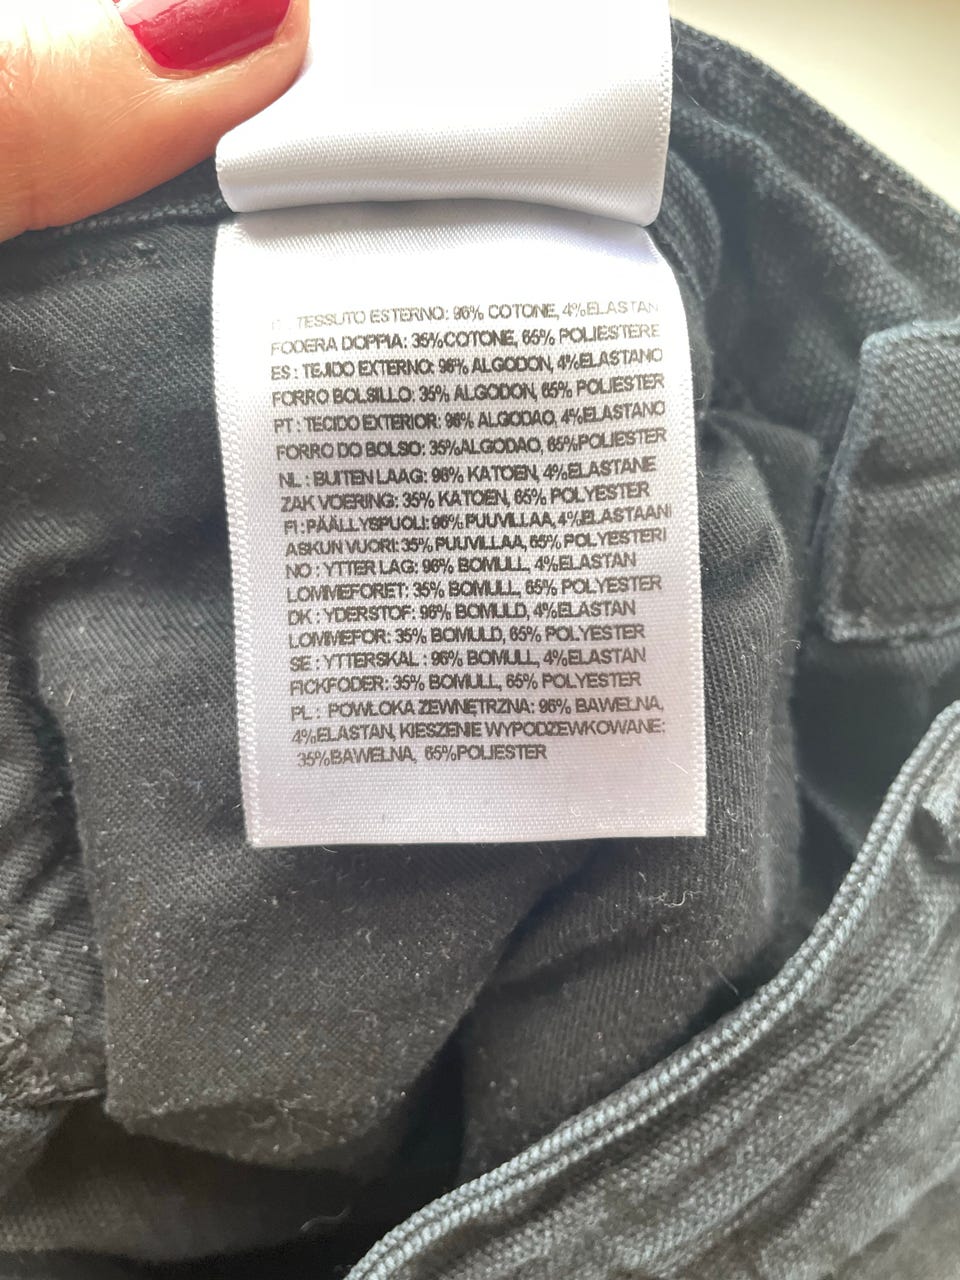 TESSUTO ESTERNO: 96% COTONE, 4%ELASTAN
FODERA DOPPIA: 35%COTONE, 65% POLIESTERE
ES : TEJIDO EXTERNO: 96% ALGODON, 4%ELASTANO
FORRO BOLSILLO: 35% ALGODON, 65% POLIESTER
PT : TECIDO EXTERIOR: 96% ALGODAO, 4%ELASTANO
FORRO DO BOLSO: 35%ALGODAO, 65%POLIESTER
NL : BUITEN LAAG: 96% KATOEN, 4%ELASTANE
ZAK VOERING: 35% KATOEN, 65% POLYESTER
FI : PÄÄLLYSPUOLI: 96% PUUVILLAA, 4%ELASTAANI
ASKUN VUORI: 35% PUUVILLAA, 65% POLYESTERI
NO : YTTER LAG: 96% BOMULL, 4%ELASTAN
LOMMEFORET: 35% BOMULL, 65% POLYESTER
DK : YDERSTOF: 96% BOMULD, 4%ELASTAN
LOMMEFOR: 35% BOMULD, 65% POLYESTER
SE : YTTERSKAL : 96% BOMULL, 4%ELASTAN
FICKFODER: 35% BOMULL, 65% POLYESTER
PL : POWŁOKA ZEWNĘTRZNA: 96% BAWEŁNA,
4%ELASTAN, KIESZENIE WYPODZEWKOWANE:
35%BAWEŁNA, 65%POLIESTER